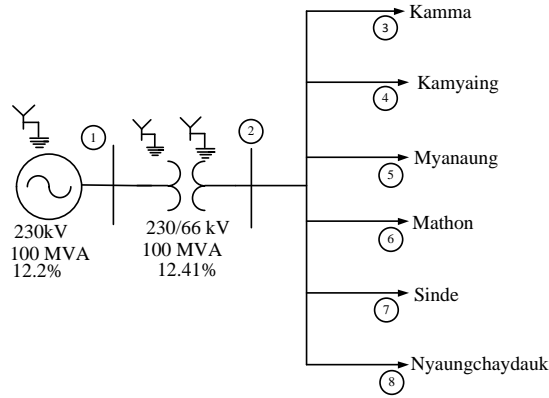 Kamma
3
Kamyaing
4
1
2
Myanaung
5
230kV
100 MVA
12.2%
230/66 kV
100 MVA
12.41%
Mathon
6
Sinde
7
Nyaungchaydauk
8